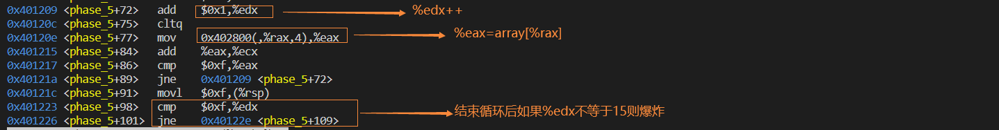 0x401209 <phase_5+72> add $0x1,%edx %edx++
0x40120c <phase_5+75> cltq
0x40120e <phase_5+77> mov 0x402800(,%rax,4),%eax %eax=array[%rax]
0x401215 <phase_5+84> add %eax,%ecx
0x401217 <phase_5+86> cmp $0xf,%eax
0x40121a <phase_5+89> jne 0x401209 <phase_5+72>
0x40121c <phase_5+91> movl $0xf,(%rsp)
0x401223 <phase_5+98> cmp $0xf,%edx 结束循环后如果%edx不等于15则爆炸
0x401226 <phase_5+101> jne 0x40122e <phase_5+109>